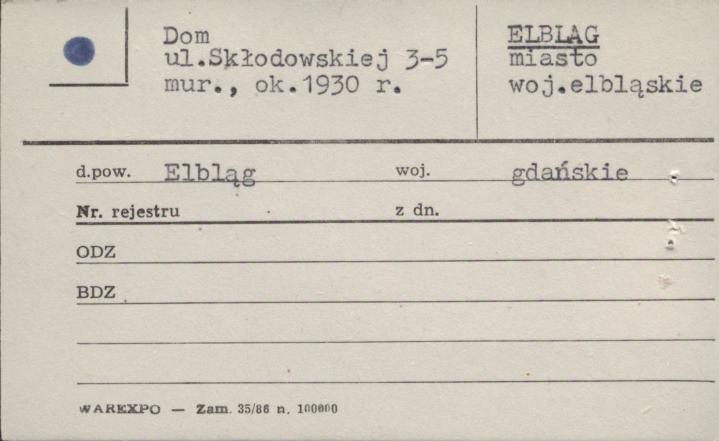 Dom
ul.Skłodowskiej 3-5
mur., ok.1930 r.
ELBLĄG
miasto
woj.elbląskie
d.pow. Elbląg woj. gdańskie
Nr. rejestru z dn.
ODZ
BDZ
WAREXPO — Zam. 35/86 n. 100000